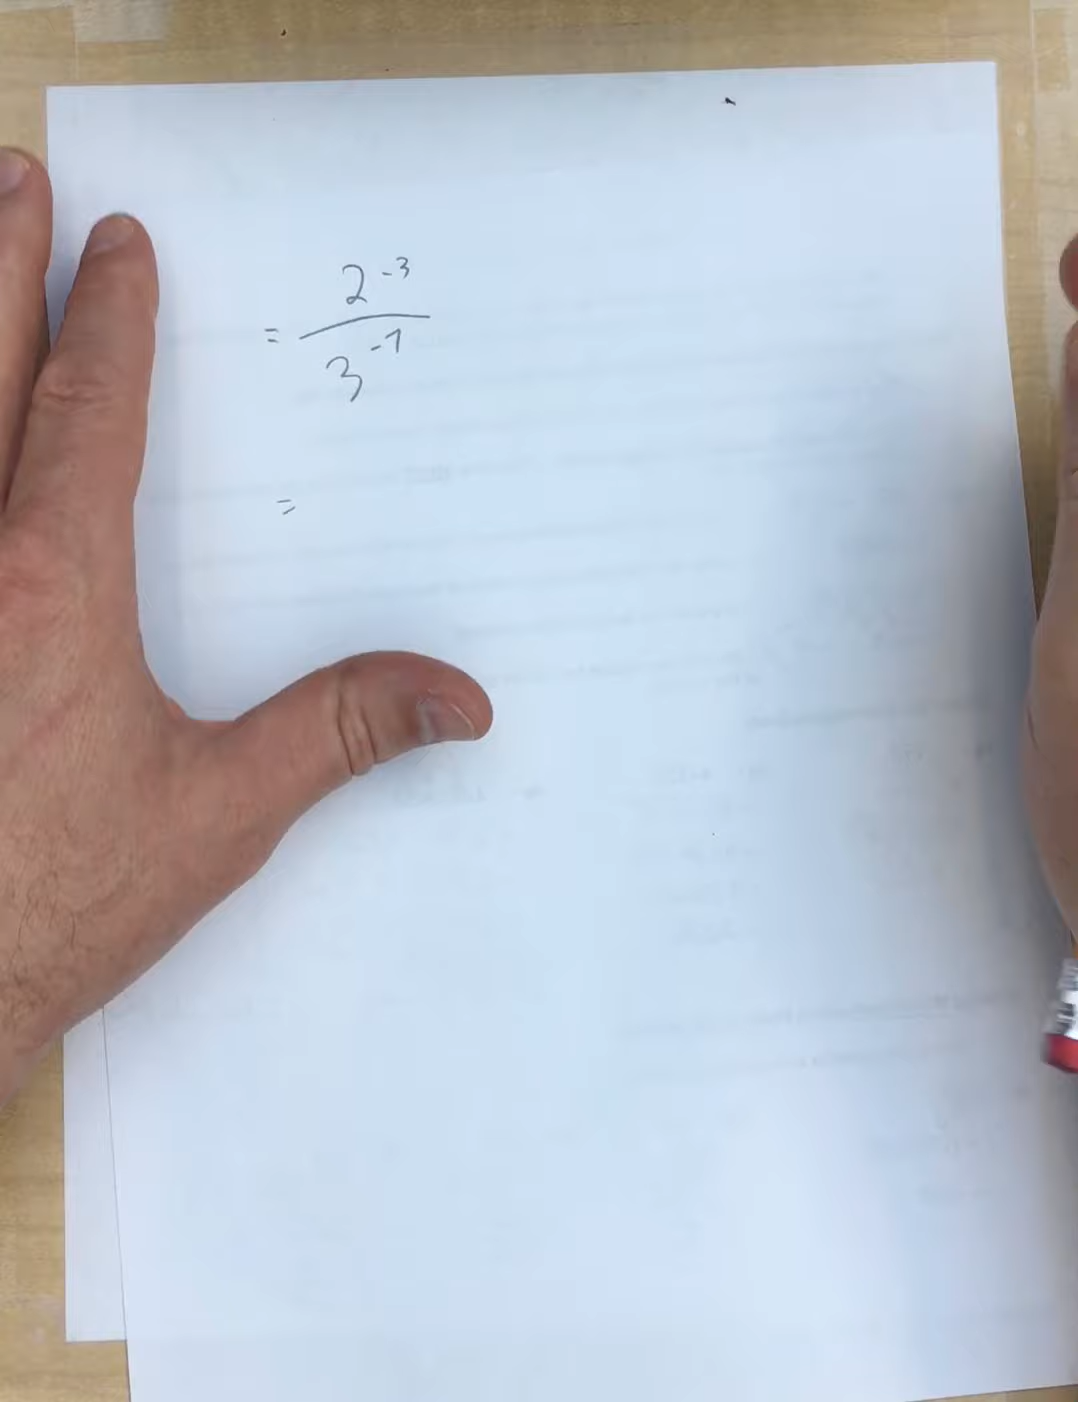 = 2^-3 / 3^-1
=